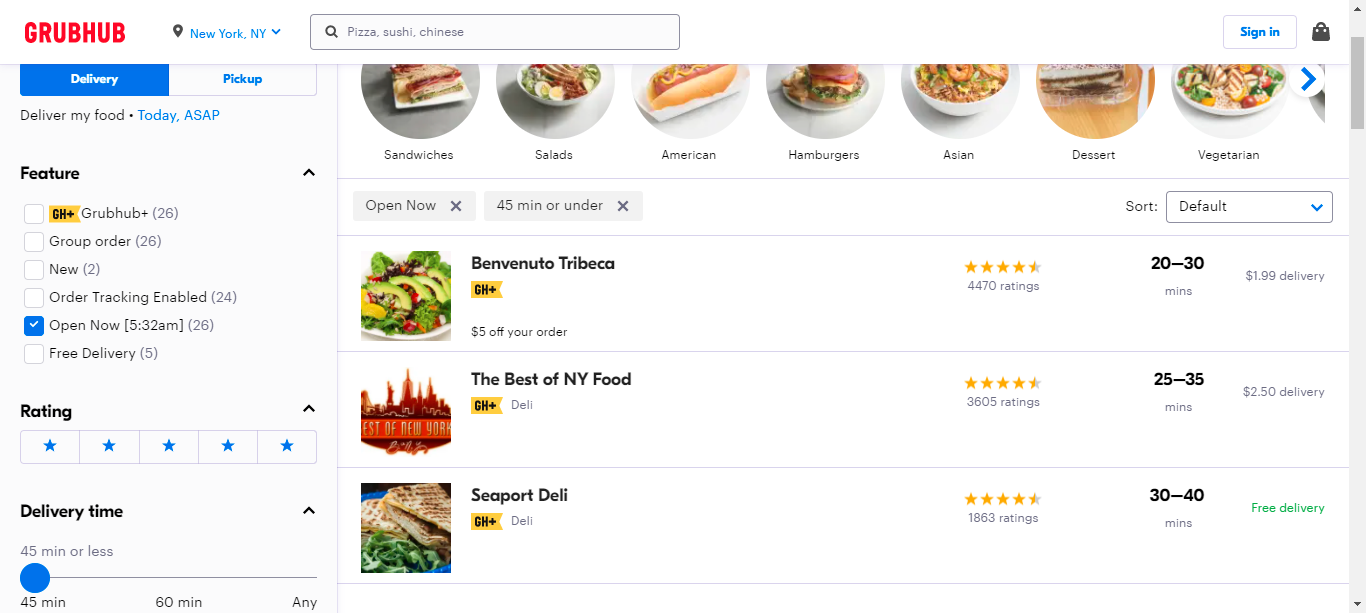 GRUBHUB
New York, NY
Pizza, sushi, chinese
Sign in
Delivery
Pickup
Deliver my food • Today, ASAP
Feature
GH+ Grubhub+ (26)
Group order (26)
New (2)
Order Tracking Enabled (24)
Open Now [5:32am] (26)
Free Delivery (5)
Rating
Delivery time
45 min or less
45 min
60 min
Any
Sandwiches
Salads
American
Hamburgers
Asian
Dessert
Vegetarian
Open Now
45 min or under
Sort:
Default
Benvenuto Tribeca
GH+
$5 off your order
4470 ratings
20–30
mins
$1.99 delivery
EST OF NEW YORK
The Best of NY Food
GH+ Deli
3605 ratings
25–35
mins
$2.50 delivery
Seaport Deli
GH+ Deli
1863 ratings
30–40
mins
Free delivery